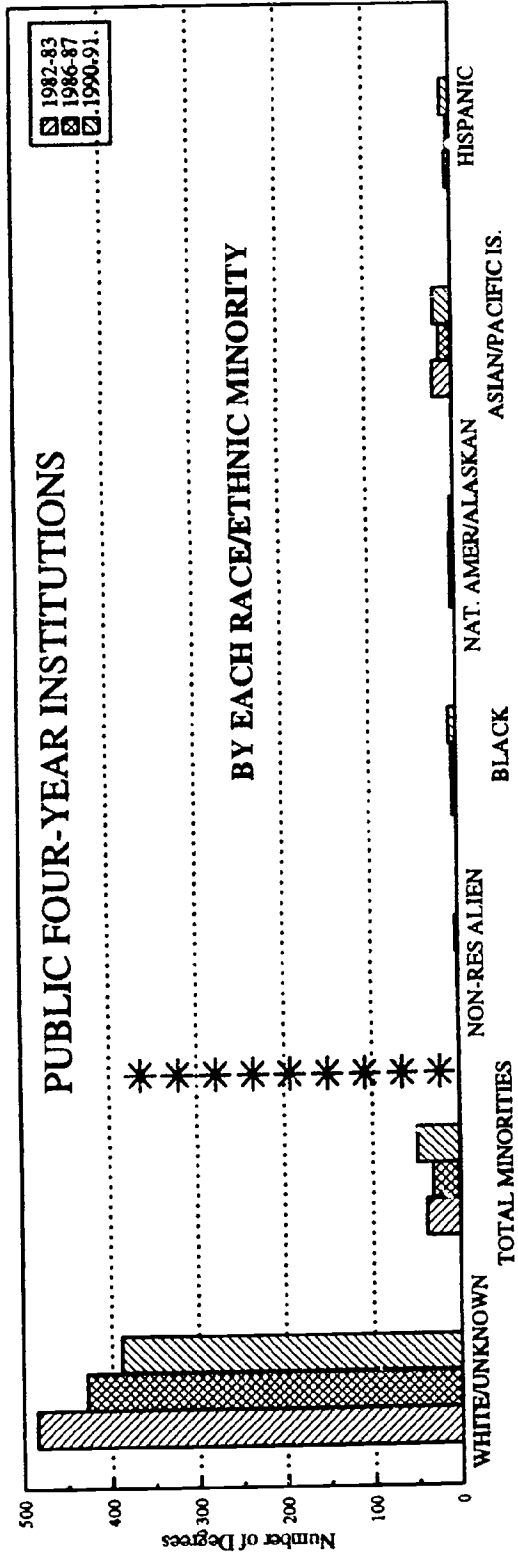 PUBLIC FOUR-YEAR INSTITUTIONS
1982-83
1986-87
1990-91.
BY EACH RACE/ETHNIC MINORITY
Number of Degrees
500
400
300
200
100
0
WHITE/UNKNOWN
TOTAL MINORITIES
NON-RES ALIEN
BLACK
NAT. AMER/ALASKAN
ASIAN/PACIFIC IS.
HISPANIC